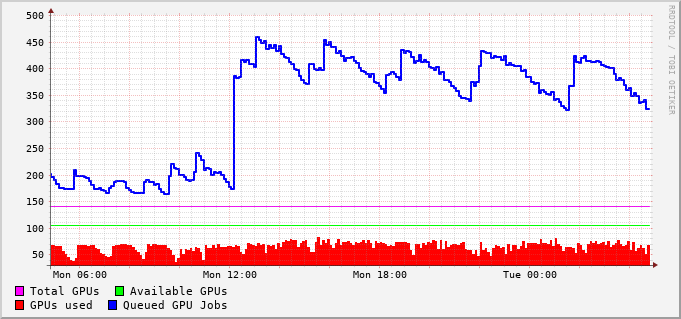 500
450
400
350
300
250
200
150
100
50
Mon 06:00 Mon 12:00 Mon 18:00 Tue 00:00
Total GPUs Available GPUs
GPUs used Queued GPU Jobs
RRDTOOL / TOBI OETIKER